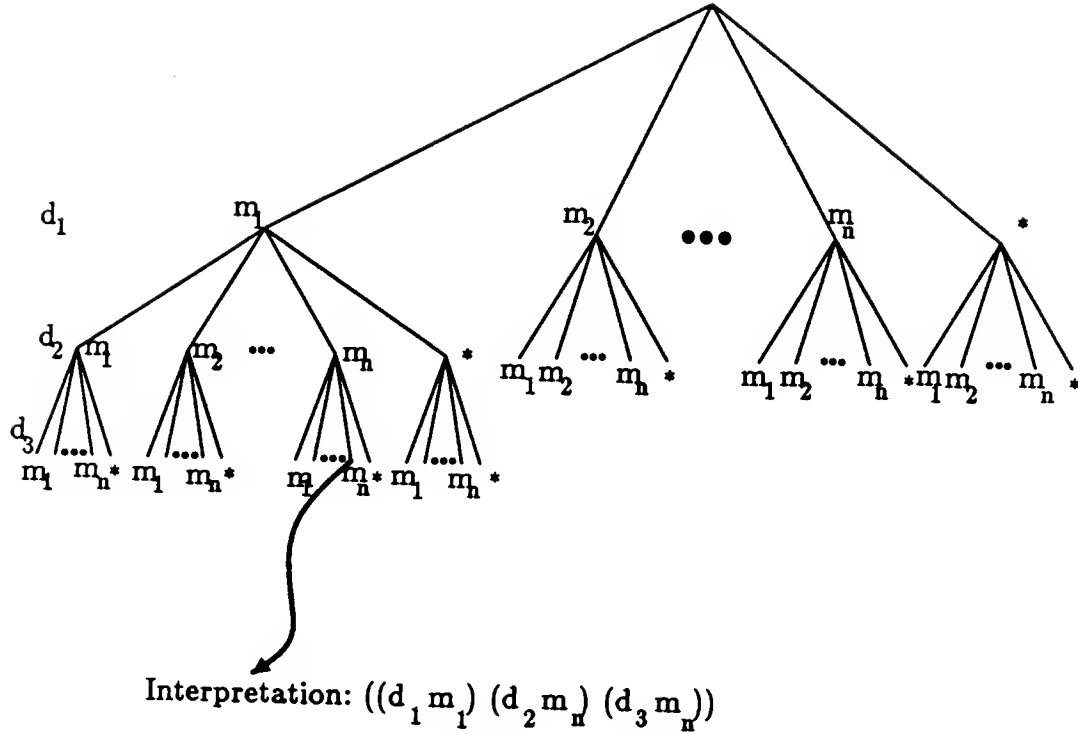 d₁ m₁ m₂ ••• mₙ *
d₂ m₁ m₂ ••• mₙ * m₁ m₂ ••• mₙ * m₁ m₂ ••• mₙ * m₁ m₂ ••• mₙ *
d₃ m₁ ••• mₙ * m₁ ••• mₙ * m₁ ••• mₙ * m₁ ••• mₙ *
Interpretation: ((d₁ m₁) (d₂ mₙ) (d₃ mₙ))